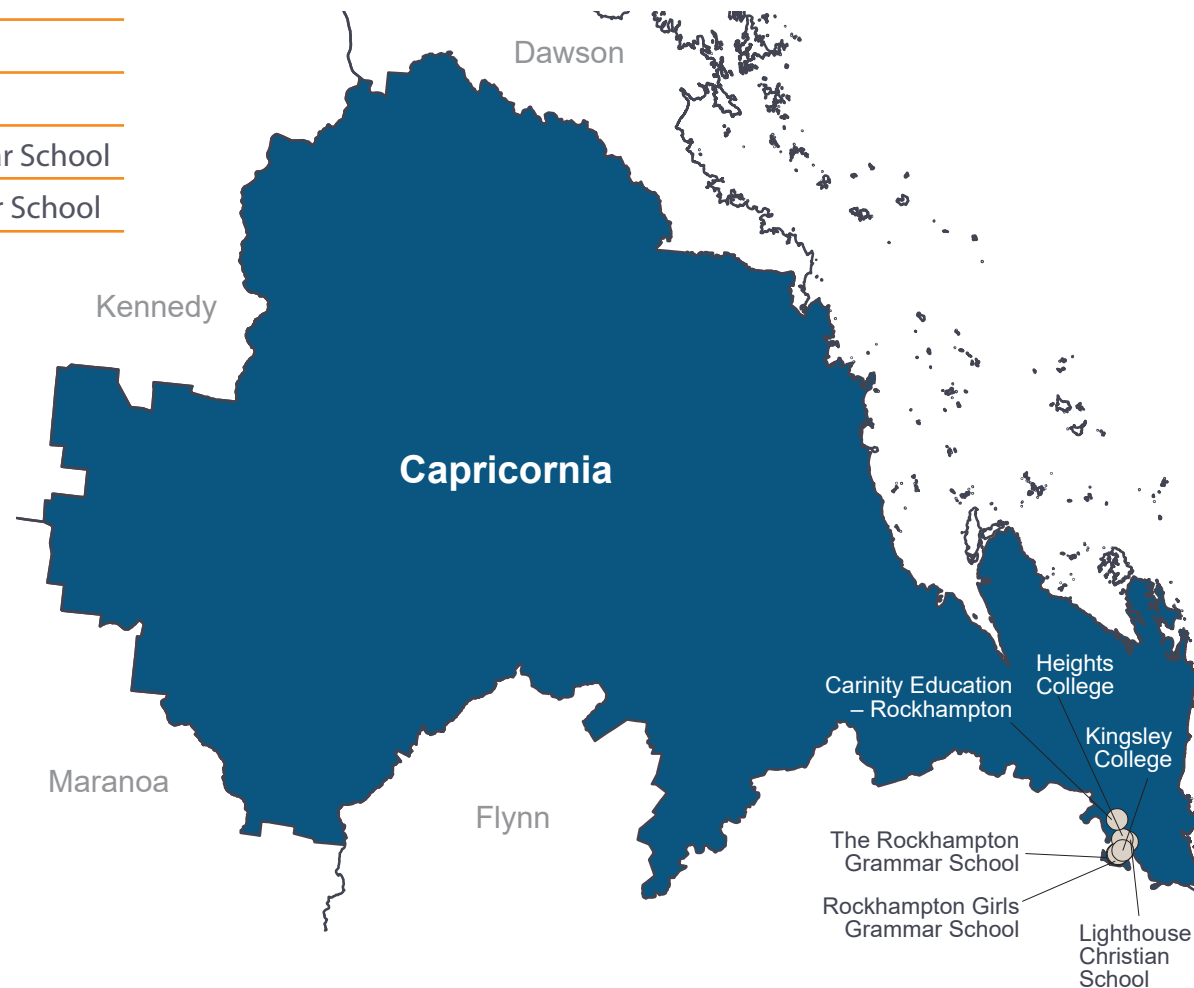 Dawson
ar School
r School
Kennedy
Capricornia
Heights
College
Carinity Education
– Rockhampton
Kingsley
College
Maranoa
Flynn
The Rockhampton
Grammar School
Rockhampton Girls
Grammar School
Lighthouse
Christian
School